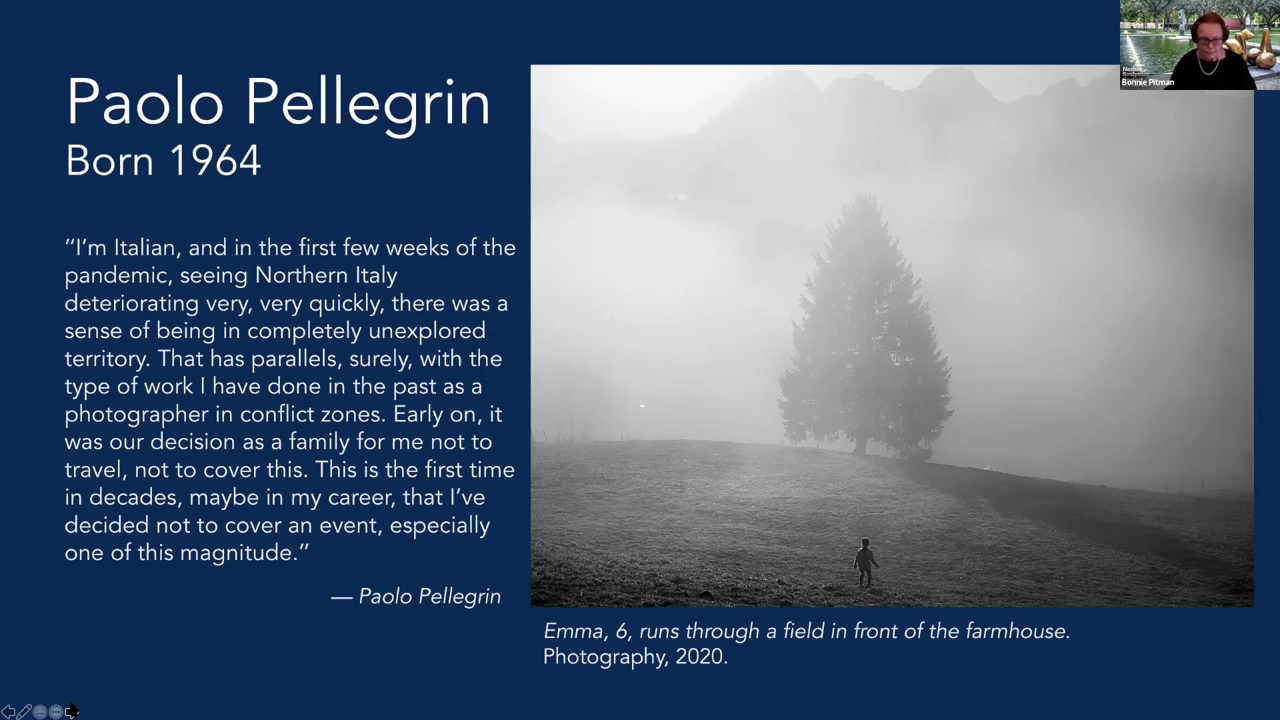 Paolo Pellegrin
Born 1964
“I’m Italian, and in the first few weeks of the
pandemic, seeing Northern Italy
deteriorating very, very quickly, there was a
sense of being in completely unexplored
territory. That has parallels, surely, with the
type of work I have done in the past as a
photographer in conflict zones. Early on, it
was our decision as a family for me not to
travel, not to cover this. This is the first time
in decades, maybe in my career, that I’ve
decided not to cover an event, especially
one of this magnitude.”
— Paolo Pellegrin
Emma, 6, runs through a field in front of the farmhouse.
Photography, 2020.
Bonnie Pitman